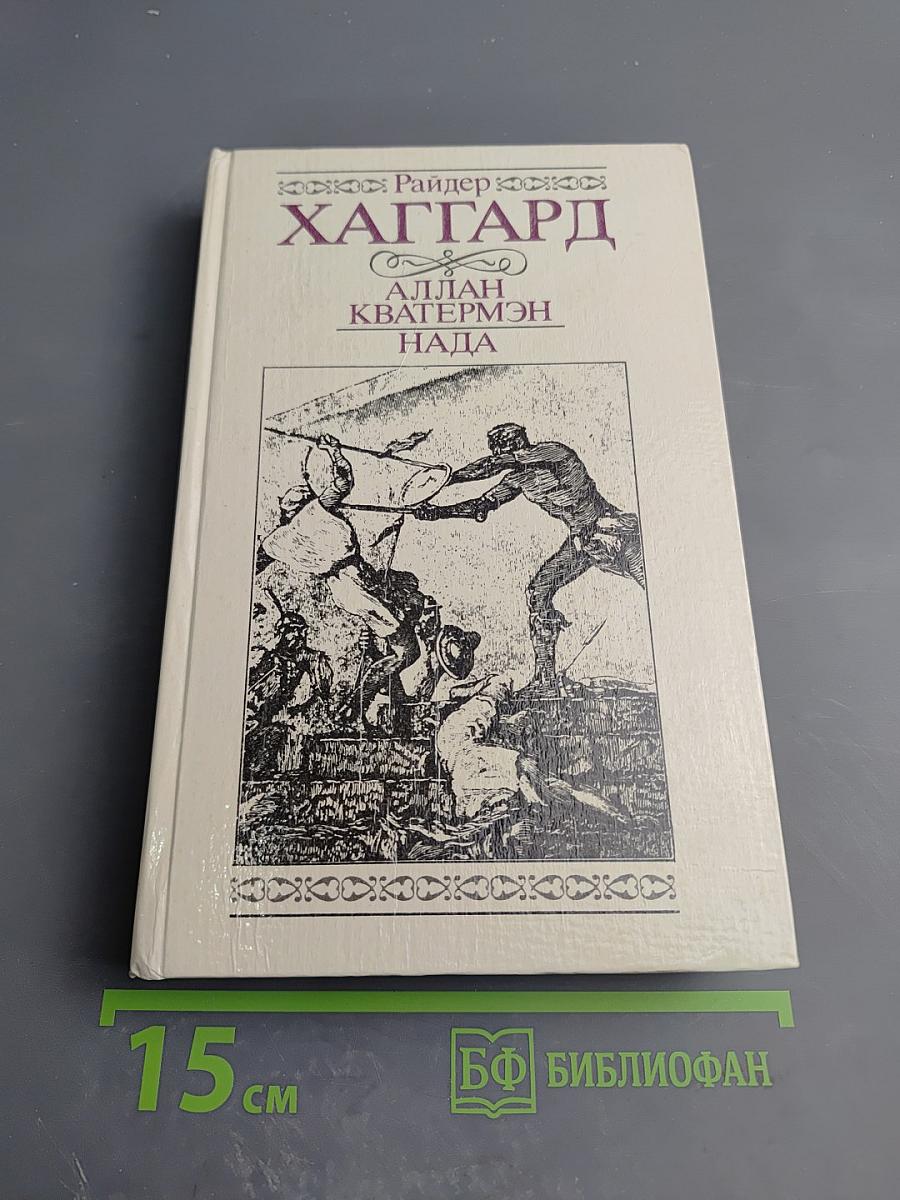 Райдер
ХАГГАРД
АЛЛАН
КВАТЕРМЭН
НАДА
15 см
БФ БИБЛИОФАН